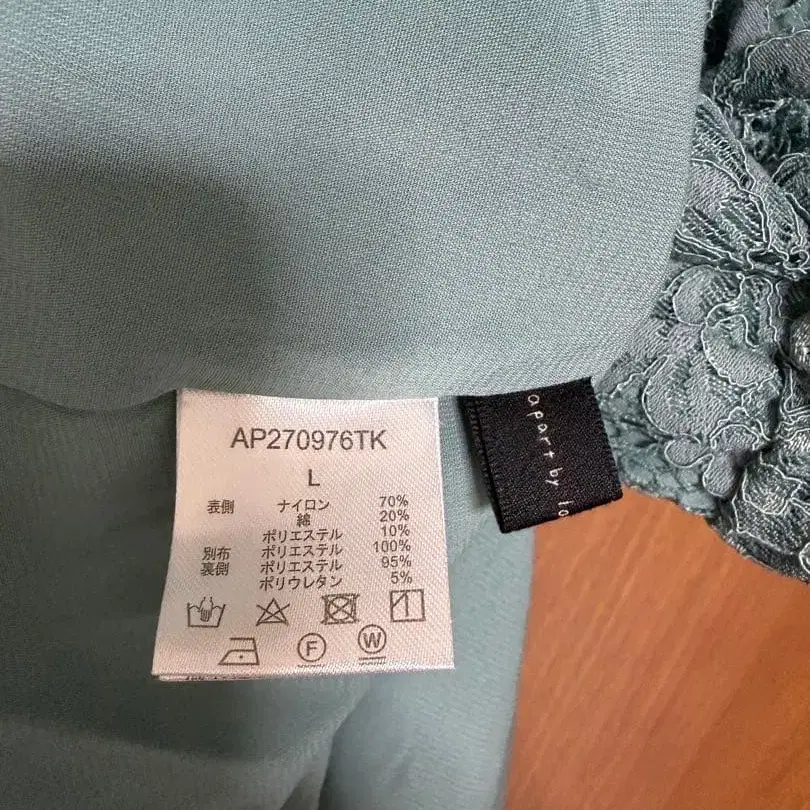 AP270976TK
L
表側 ナイロン 70%
綿 20%
ポリエステル 10%
別布 ポリエステル 100%
裏側 ポリエステル 95%
ポリウレタン 5%
F
W
apart by